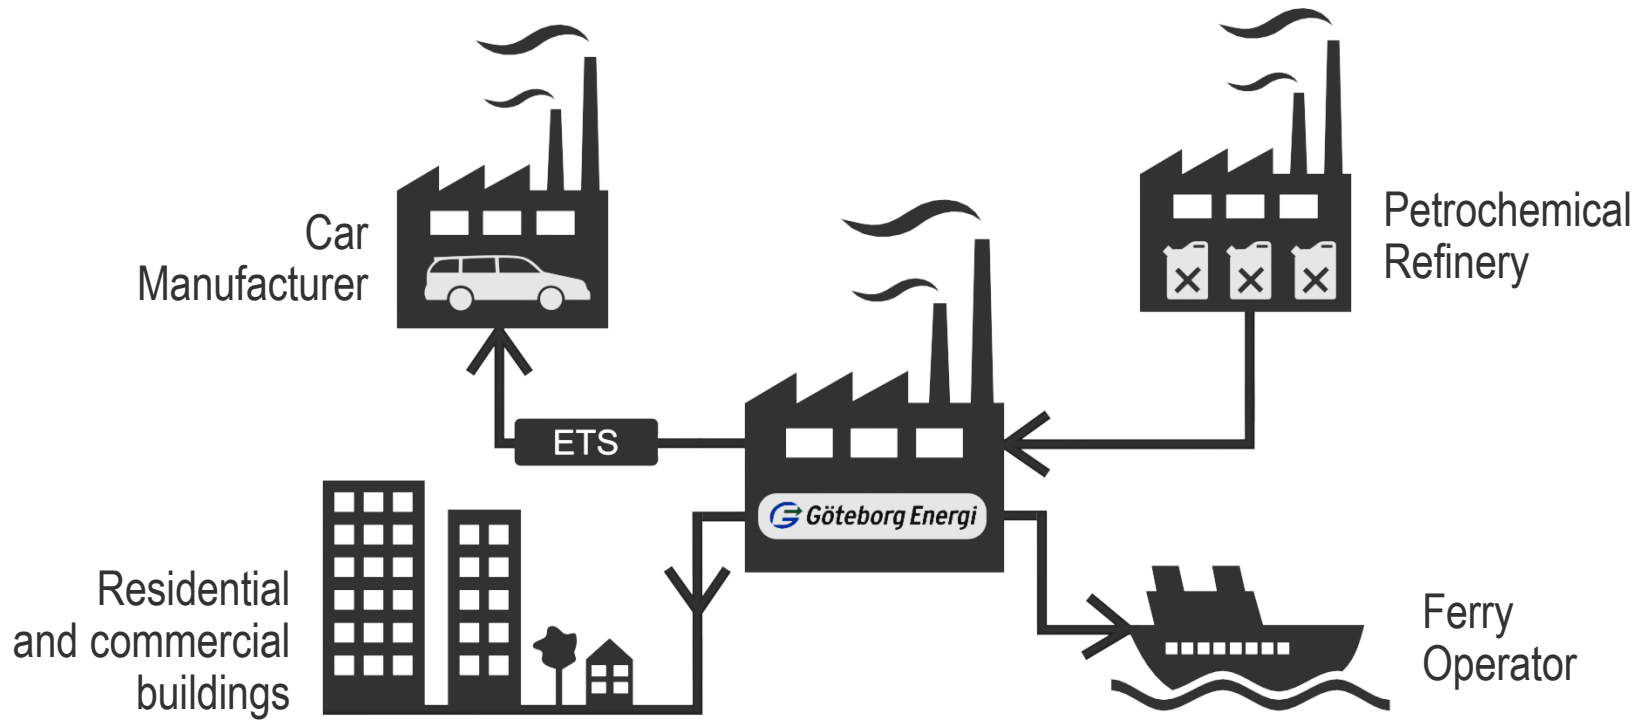 Car
Manufacturer
Petrochemical
Refinery
ETS
Göteborg Energi
Residential
and commercial
buildings
Ferry
Operator